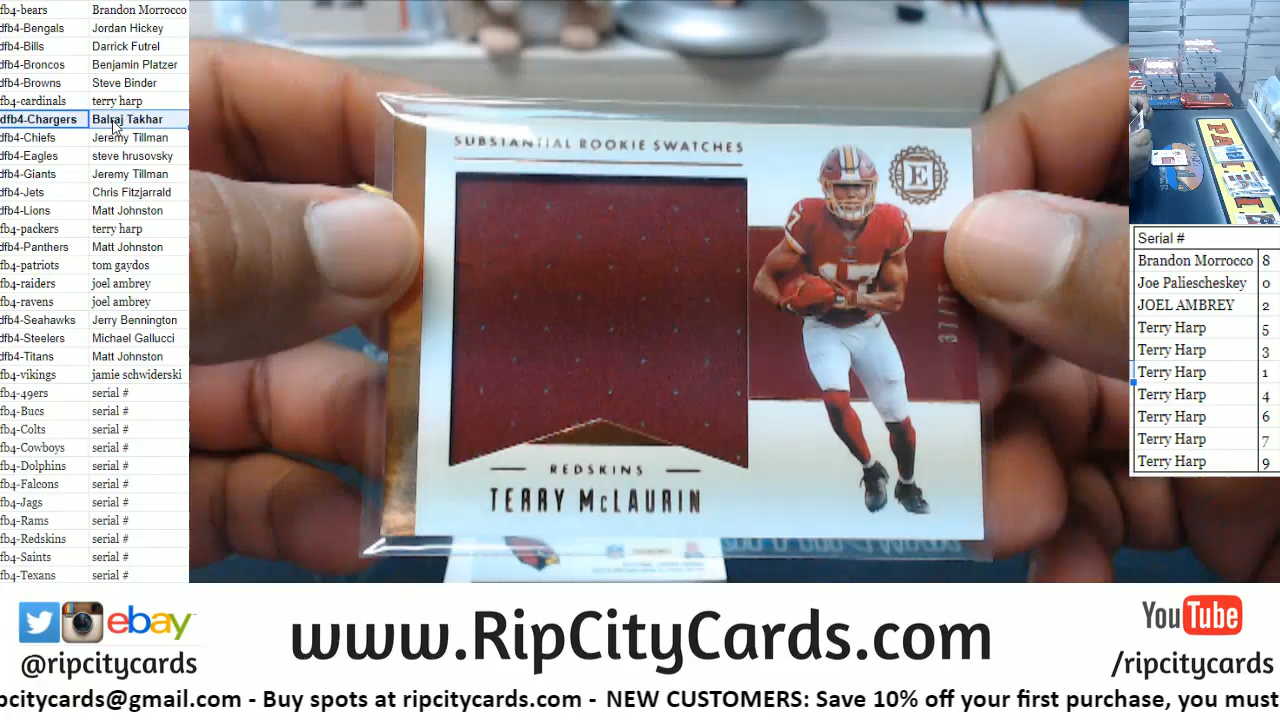 fb4-bears Brandon Morrocco
dfb4-Bengals Jordan Hickey
dfb4-Bills Darrick Futrel
dfb4-Broncos Benjamin Platzer
dfb4-Browns Steve Binder
fb4-cardinals terry harp
dfb4-Chargers Balraj Takhar
dfb4-Chiefs Jeremy Tillman
dfb4-Eagles steve hrusovsky
dfb4-Giants Jeremy Tillman
dfb4-Jets Chris Fitzjarrald
dfb4-Lions Matt Johnston
fb4-packers terry harp
dfb4-Panthers Matt Johnston
fb4-patriots tom gaydos
fb4-raiders joel ambrey
fb4-ravens joel ambrey
dfb4-Seahawks Jerry Bennington
dfb4-Steelers Michael Gallucci
dfb4-Titans Matt Johnston
fb4-vikings jamie schwiderski
fb4-49ers serial #
fb4-Bucs serial #
fb4-Colts serial #
fb4-Cowboys serial #
fb4-Dolphins serial #
fb4-Falcons serial #
fb4-Jags serial #
fb4-Rams serial #
fb4-Redskins serial #
fb4-Saints serial #
fb4-Texans serial #
SUBSTANTIAL ROOKIE SWATCHES
E
17
REDSKINS
TERRY McLAURIN
Serial #
Brandon Morrocco 8
Joe Paliescheskey 0
JOEL AMBREY 2
Terry Harp 5
Terry Harp 3
Terry Harp 1
Terry Harp 4
Terry Harp 6
Terry Harp 7
Terry Harp 9
ebay
@ripcitycards
www.RipCityCards.com
YouTube
/ripcitycards
pcitycards@gmail.com - Buy spots at ripcitycards.com - NEW CUSTOMERS: Save 10% off your first purchase, you must